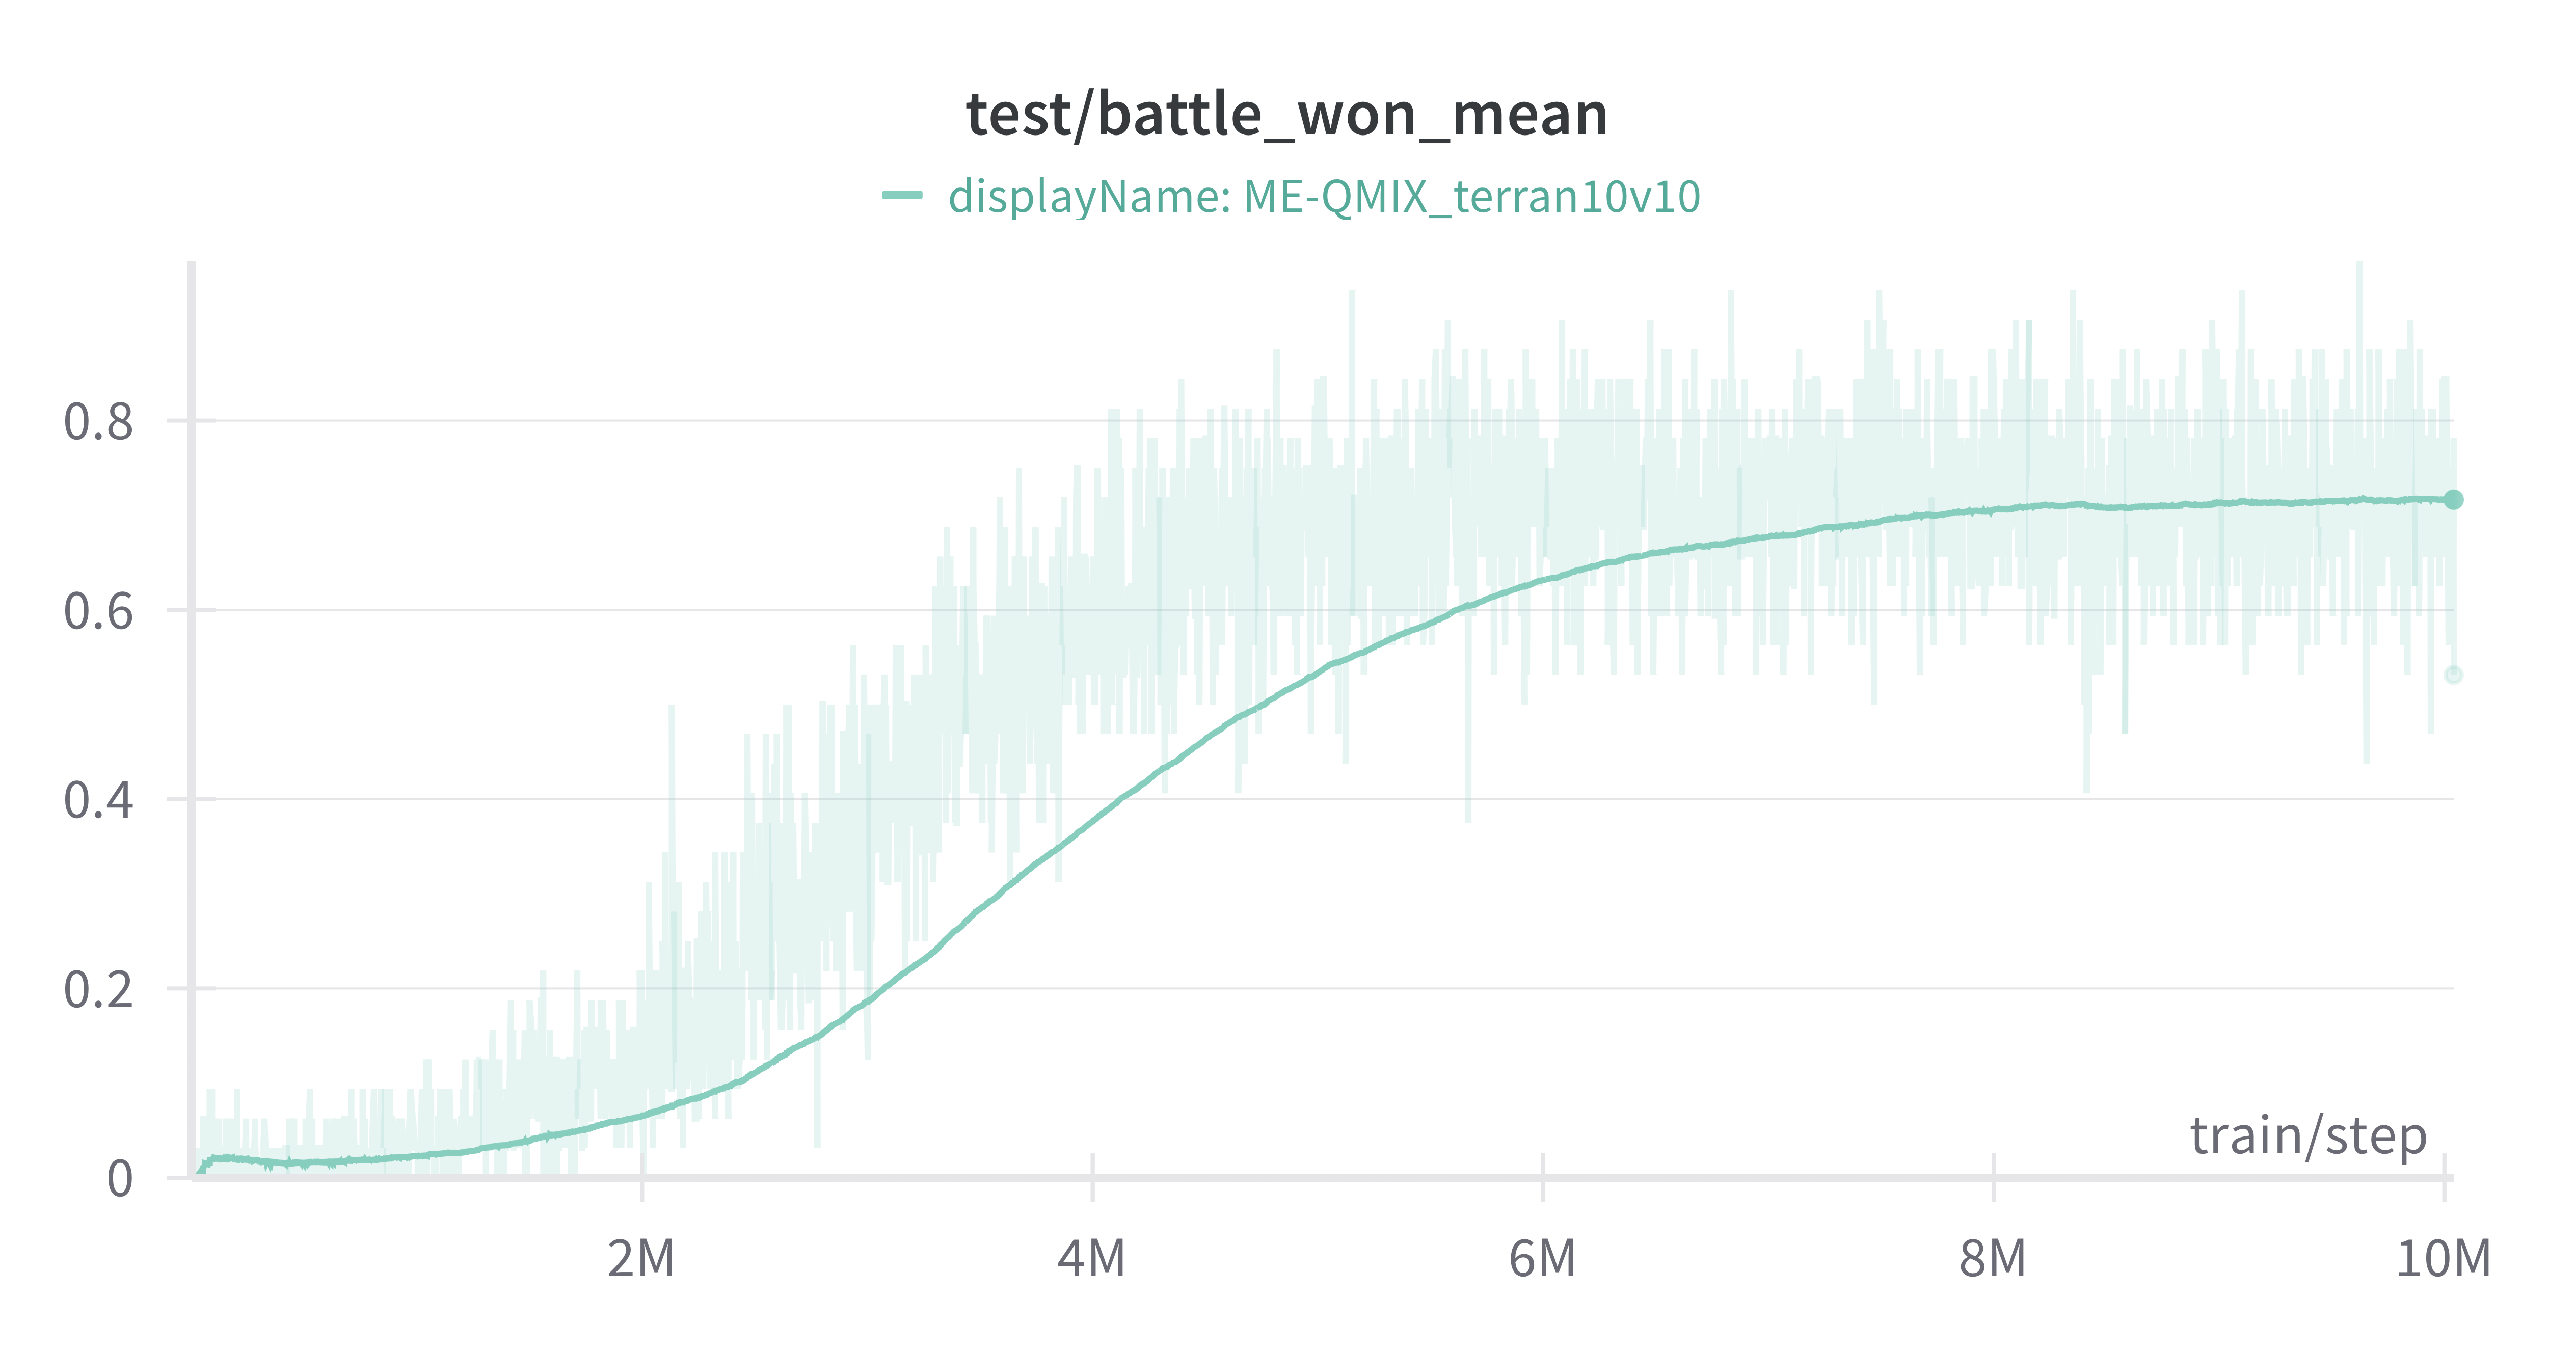 test/battle_won_mean
displayName: ME-QMIX_terran10v10
0.8
0.6
0.4
0.2
0
train/step
2M 4M 6M 8M 10M